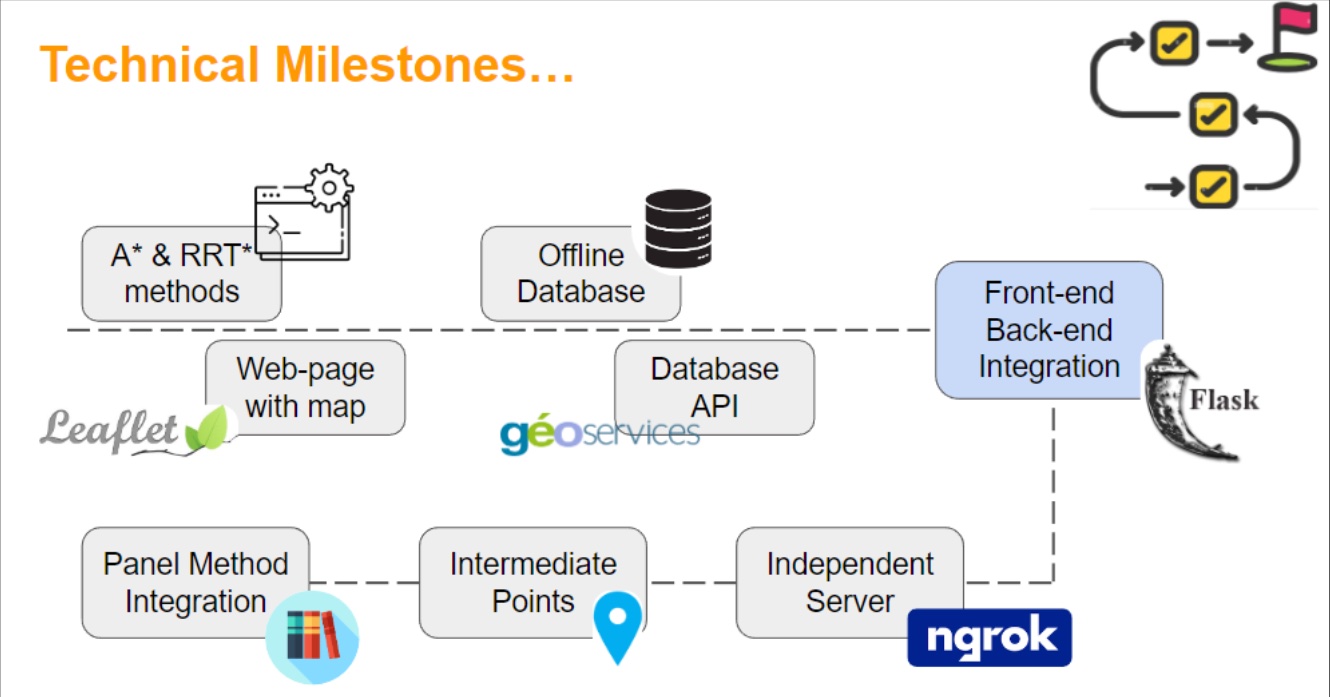 Technical Milestones...
A* & RRT*
methods
Offline
Database
Front-end
Back-end
Integration
Web-page
with map
Database
API
Leaflet
géoservices
Flask
Panel Method
Integration
Intermediate
Points
Independent
Server
ngrok